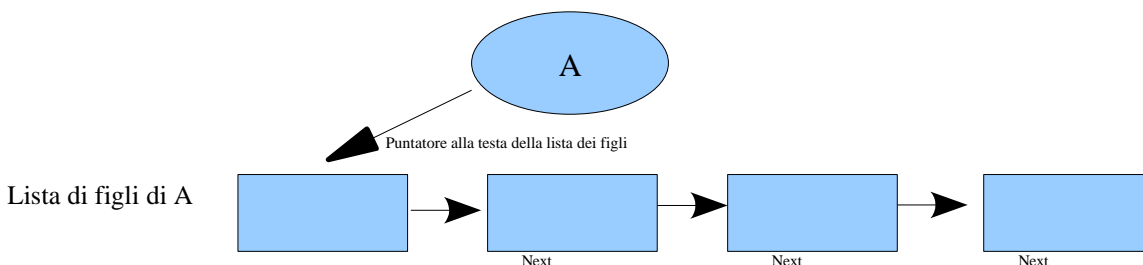 A
Puntatore alla testa della lista dei figli
Lista di figli di A
Next
Next
Next